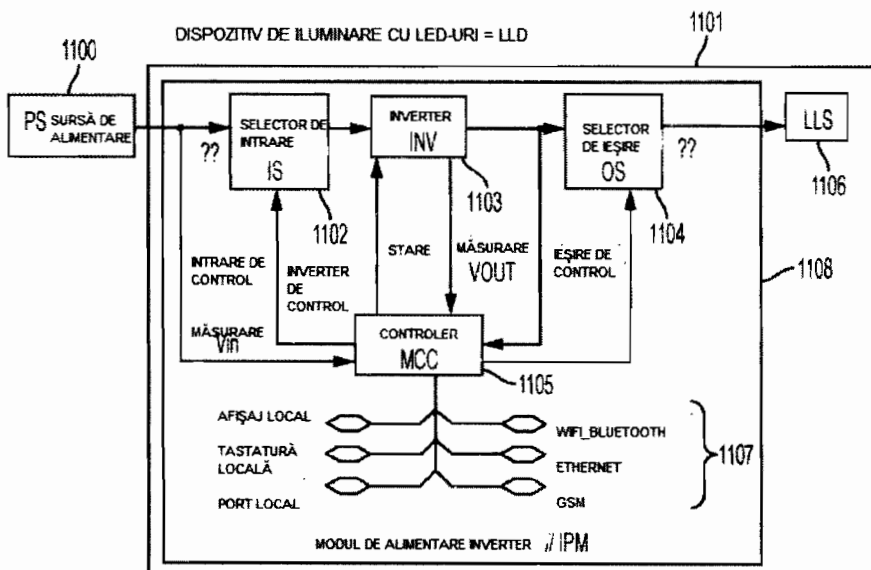 DISPOZITIV DE ILUMINARE CU LED-URI = LLD
1101
1100
PS SURSĂ DE
ALIMENTARE
??
SELECTOR DE
INTRARE
IS
1102
INVERTER
INV
1103
SELECTOR
DE IEȘIRE
OS
1104
??
LLS
1106
1108
INTRARE DE
CONTROL
INVERTER
DE
CONTROL
STARE
MĂSURARE
VOUT
IEȘIRE DE
CONTROL
MĂSURARE
Vin
CONTROLER
MCC
1105
AFIȘAJ LOCAL
WIFI_BLUETOOTH
TASTATURĂ
LOCALĂ
ETHERNET
PORT LOCAL
GSM
1107
MODUL DE ALIMENTARE INVERTER // IPM